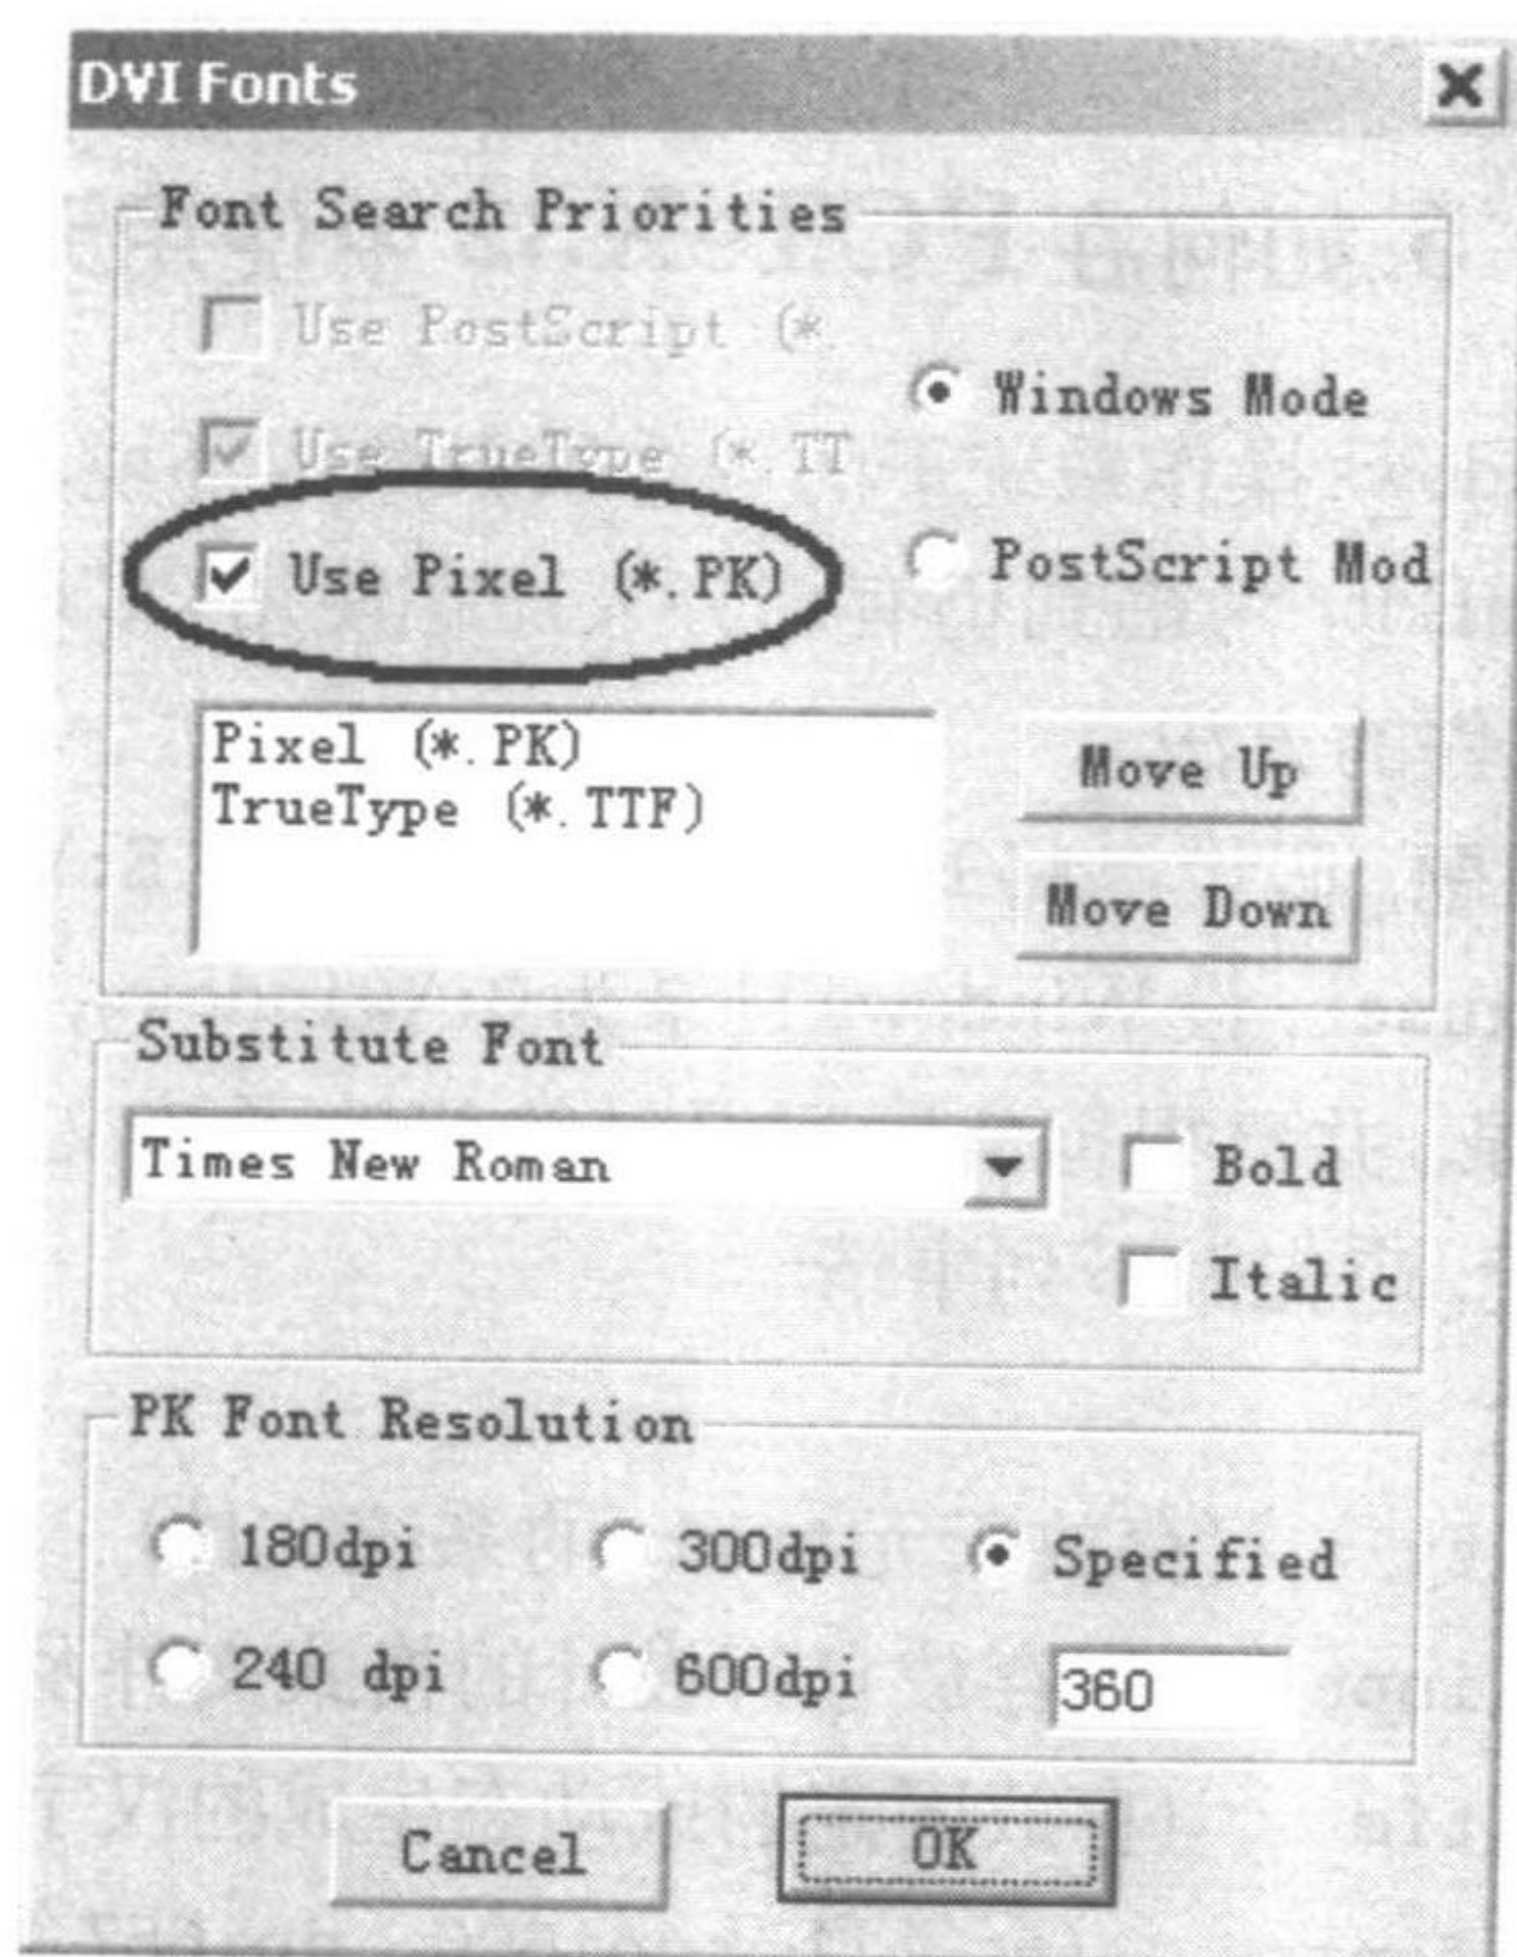 DVI Fonts
Font Search Priorities
Use PostScript (*.
Use TrueType (*.TT
Windows Mode
Use Pixel (*.PK)
PostScript Mod
Pixel (*.PK)
TrueType (*.TTF)
Move Up
Move Down
Substitute Font
Times New Roman
Bold
Italic
PK Font Resolution
180dpi
300dpi
Specified
240 dpi
600dpi
360
Cancel
OK